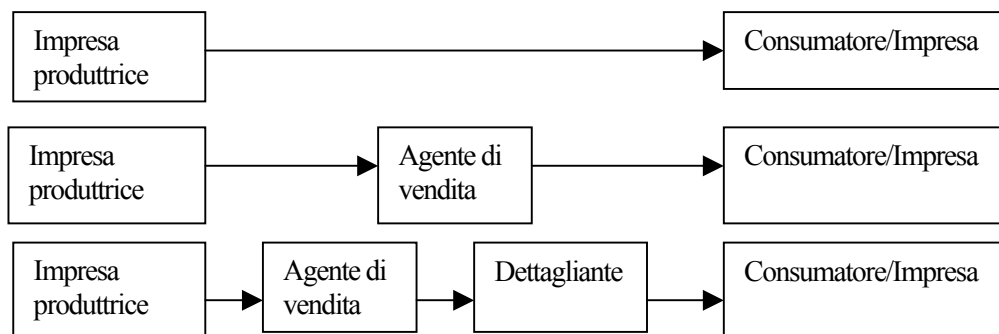 Impresa
produttrice
Consumatore/Impresa
Impresa
produttrice
Agente di
vendita
Consumatore/Impresa
Impresa
produttrice
Agente di
vendita
Dettagliante
Consumatore/Impresa